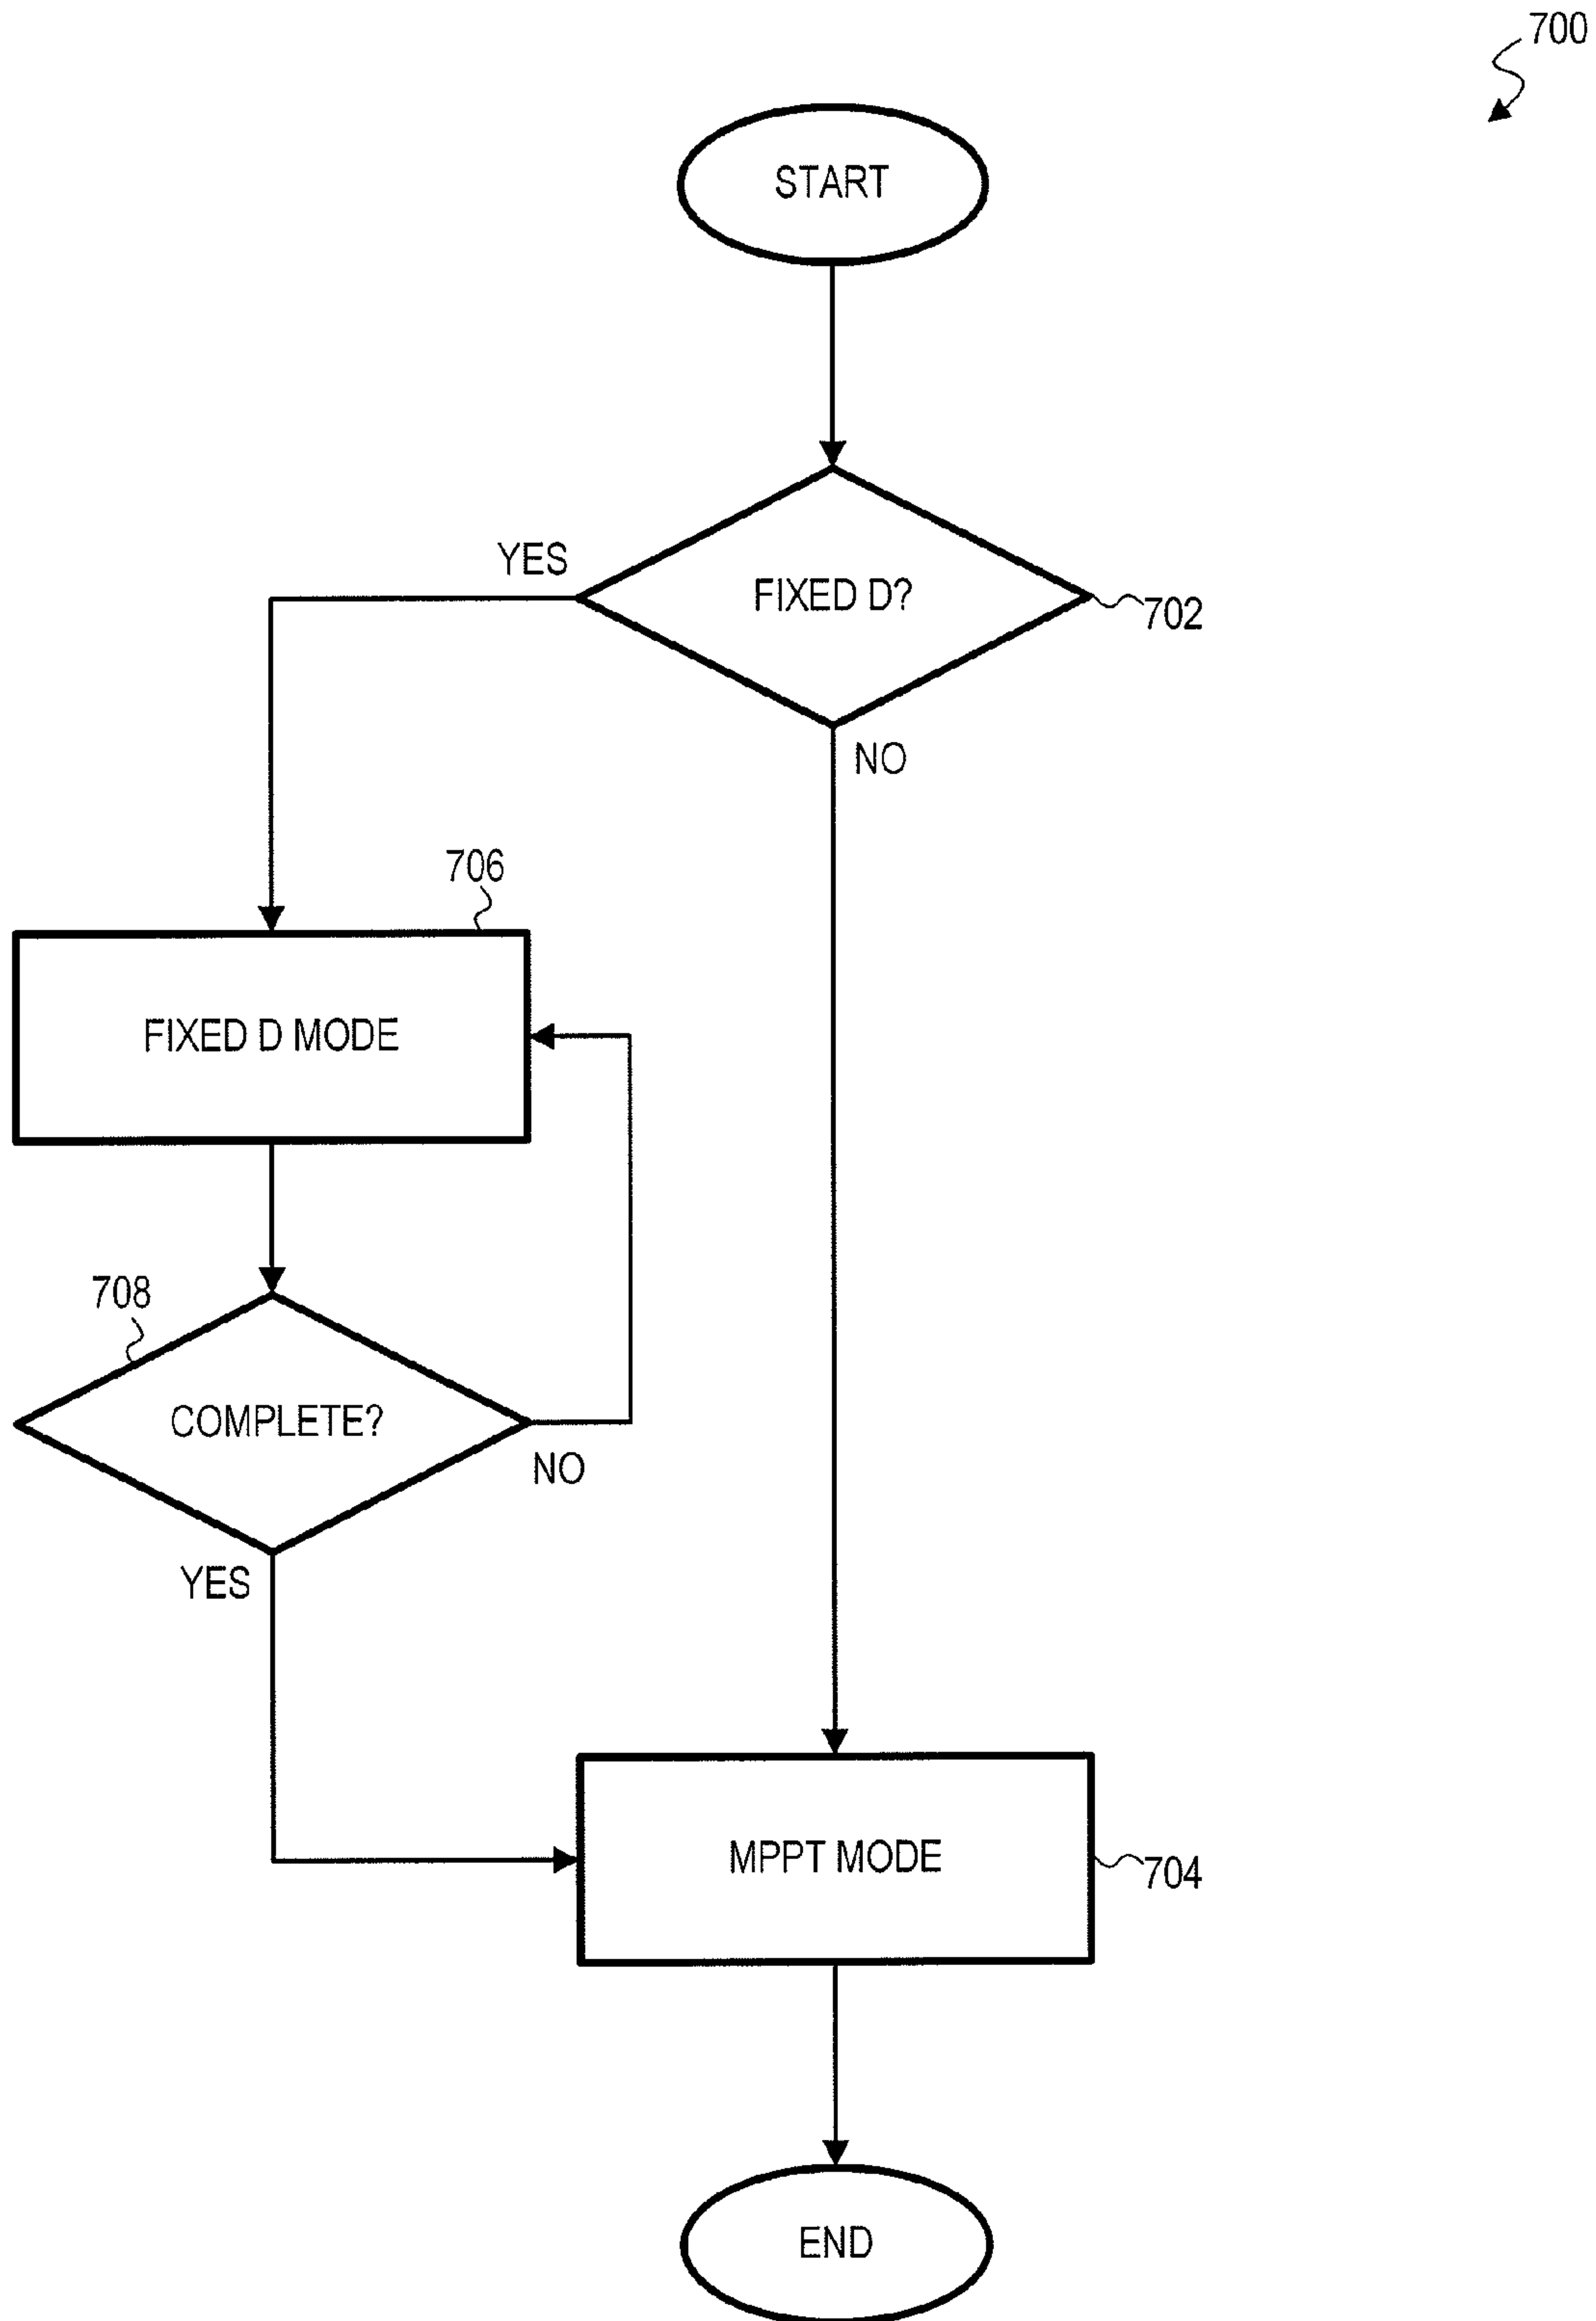 700
START
YES
FIXED D?
702
NO
706
FIXED D MODE
708
COMPLETE?
NO
YES
MPPT MODE
704
END